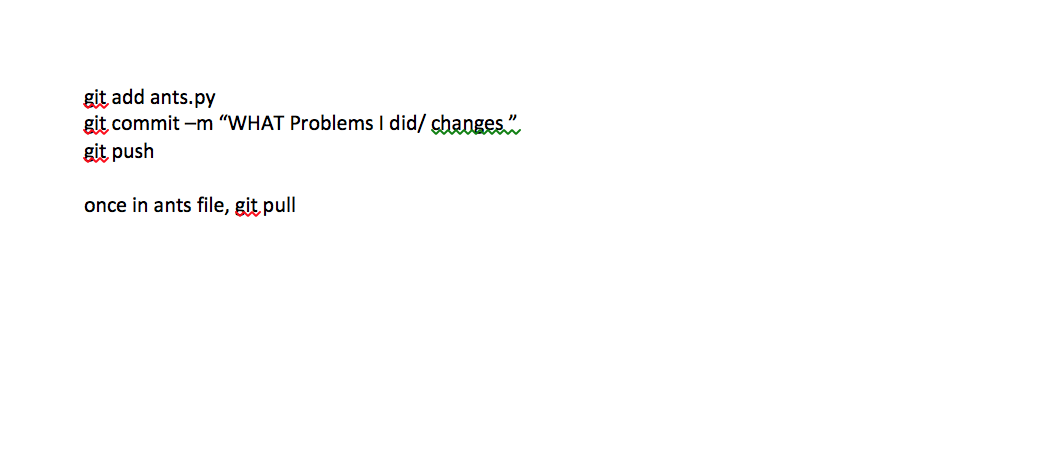 git add ants.py
git commit –m “WHAT Problems I did/ changes ”
git push
once in ants file, git pull